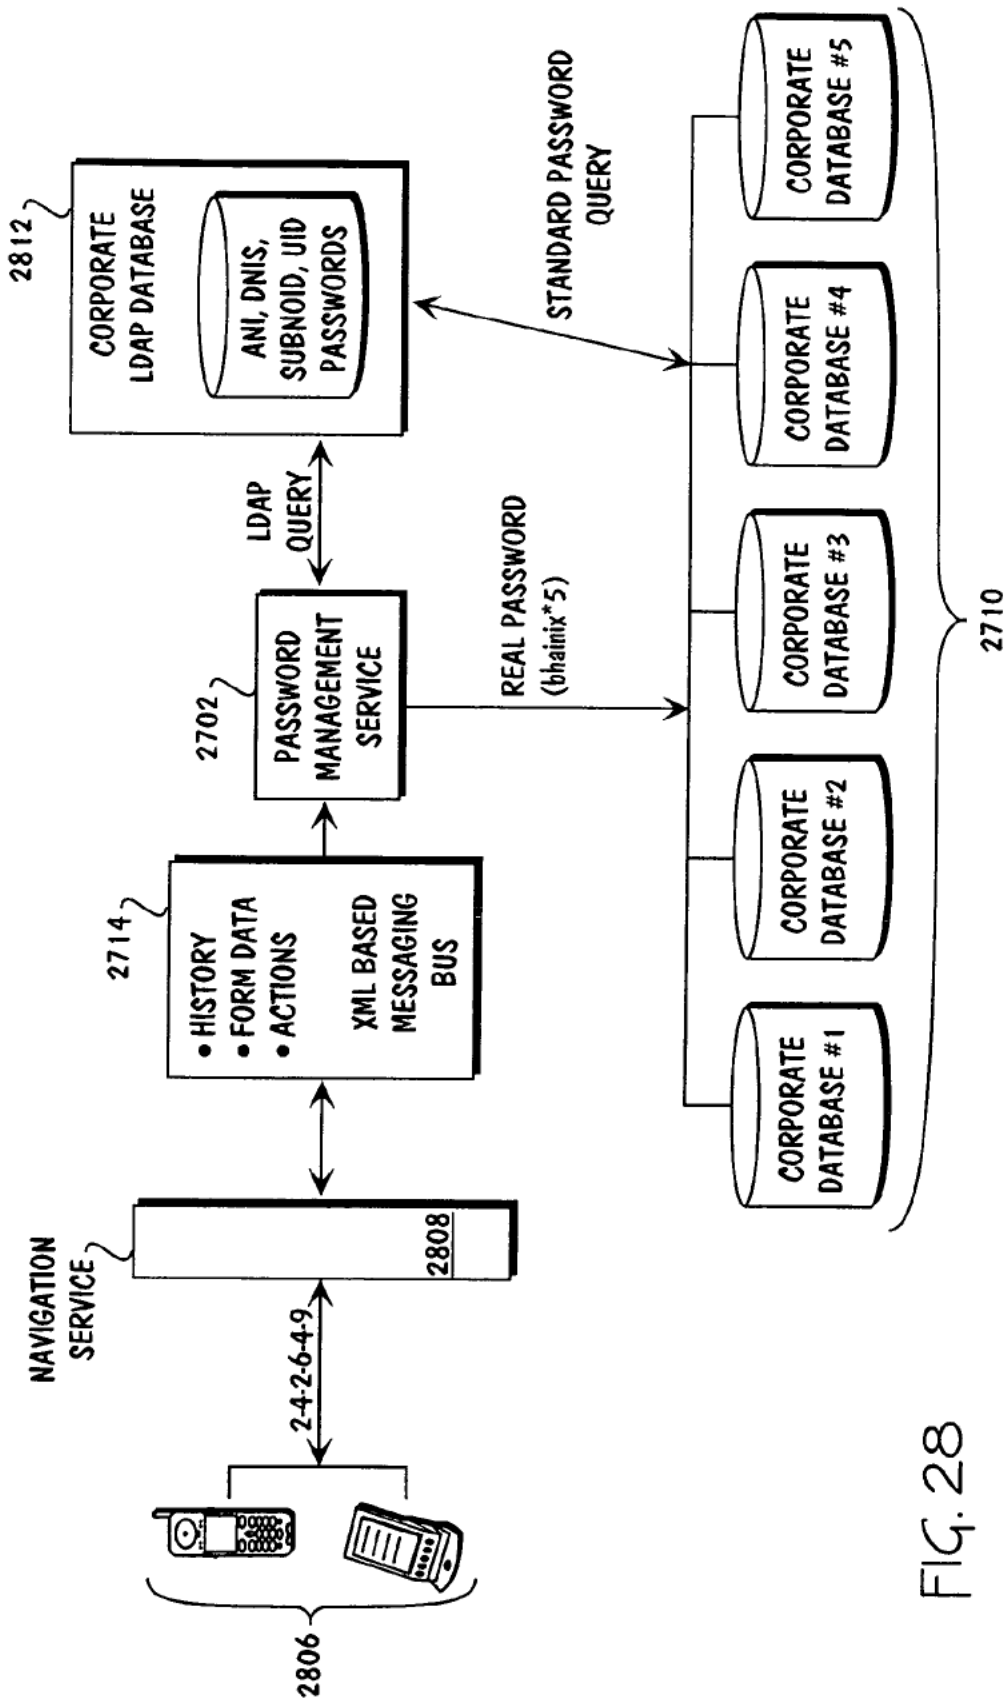 NAVIGATION
SERVICE
2808
2806
2-4-2-6-4-9
2714
• HISTORY
• FORM DATA
• ACTIONS
XML BASED
MESSAGING
BUS
2702
PASSWORD
MANAGEMENT
SERVICE
LDAP
QUERY
2812
CORPORATE
LDAP DATABASE
ANI, DNIS,
SUBNOID, UID
PASSWORDS
REAL PASSWORD
(bhainix*5)
STANDARD PASSWORD
QUERY
CORPORATE
DATABASE #1
CORPORATE
DATABASE #2
CORPORATE
DATABASE #3
CORPORATE
DATABASE #4
CORPORATE
DATABASE #5
2710
FIG. 28